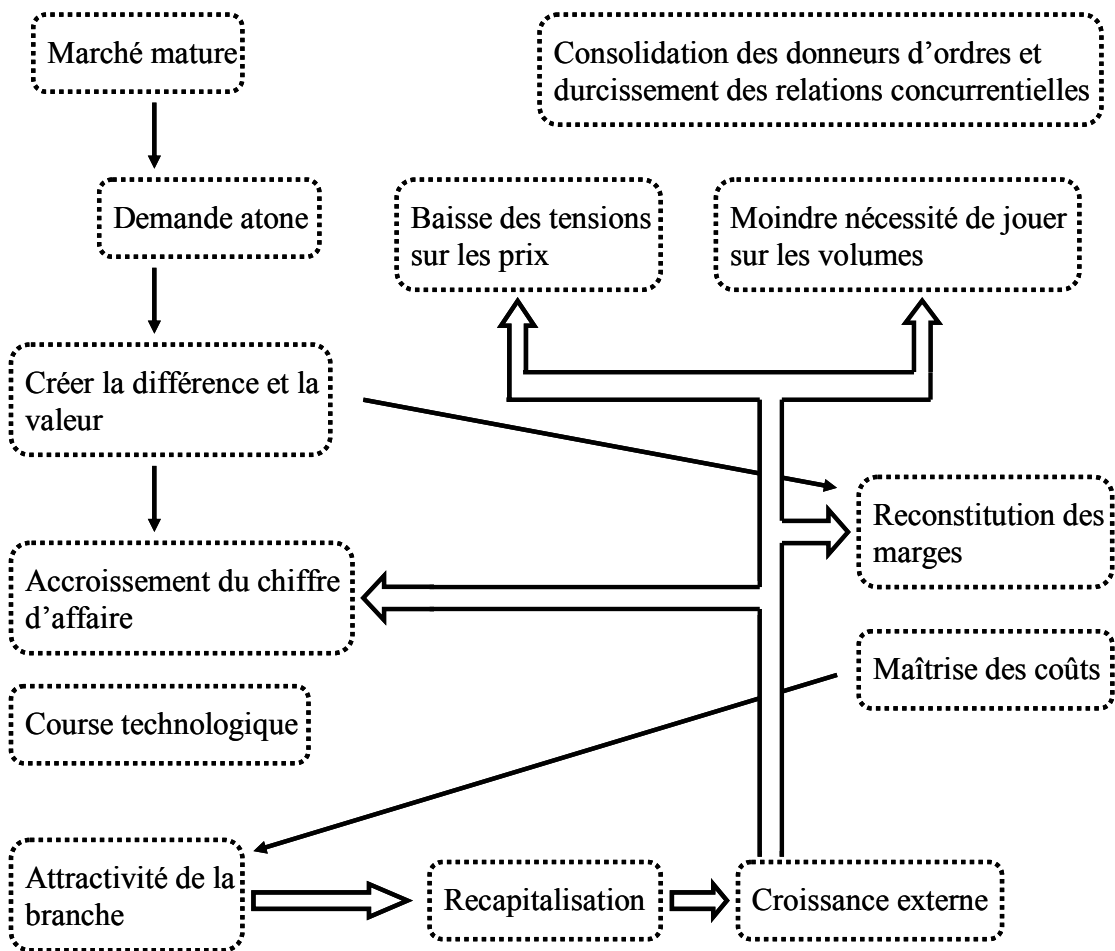 Marché mature
Consolidation des donneurs d’ordres et
durcissement des relations concurrentielles
Demande atone
Baisse des tensions
sur les prix
Moindre nécessité de jouer
sur les volumes
Créer la différence et la
valeur
Reconstitution des
marges
Accroissement du chiffre
d’affaire
Maîtrise des coûts
Course technologique
Attractivité de la
branche
Recapitalisation
Croissance externe